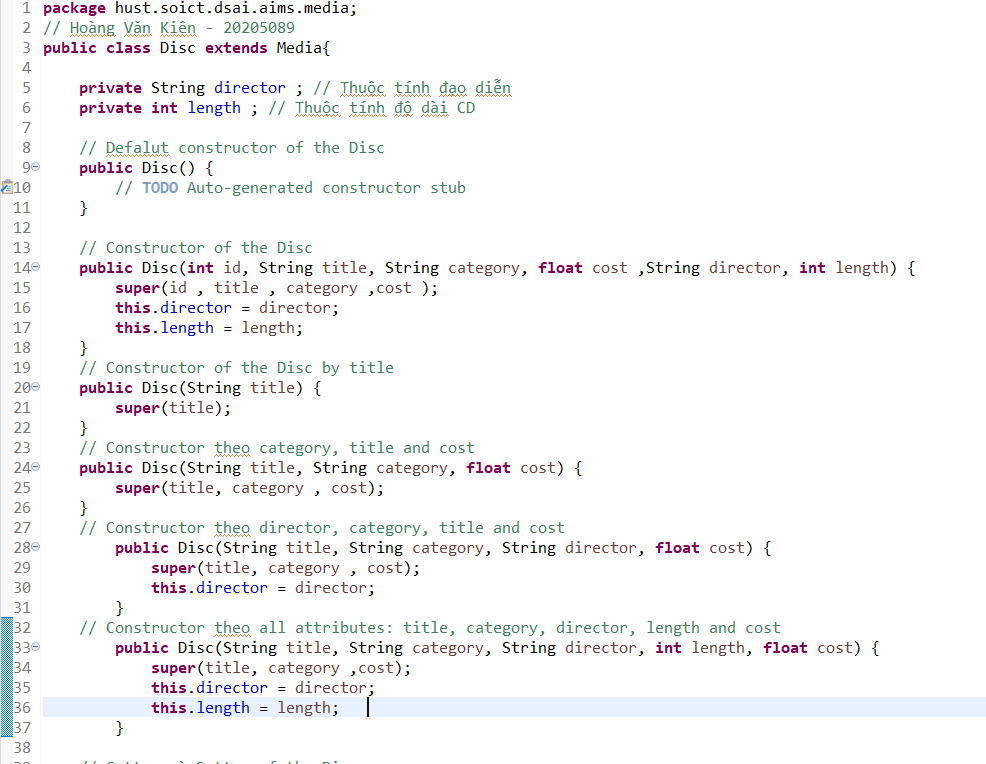 1 package hust.soict.dsai.aims.media;
2 // Hoàng Văn Kiên - 20205089
3 public class Disc extends Media{
4
5 private String director ; // Thuộc tính đạo diễn
6 private int length ; // Thuộc tính độ dài CD
7
8 // Defalut constructor of the Disc
9 public Disc() {
10 // TODO Auto-generated constructor stub
11 }
12
13 // Constructor of the Disc
14 public Disc(int id, String title, String category, float cost ,String director, int length) {
15 super(id , title , category ,cost );
16 this.director = director;
17 this.length = length;
18 }
19 // Constructor of the Disc by title
20 public Disc(String title) {
21 super(title);
22 }
23 // Constructor theo category, title and cost
24 public Disc(String title, String category, float cost) {
25 super(title, category , cost);
26 }
27 // Constructor theo director, category, title and cost
28 public Disc(String title, String category, String director, float cost) {
29 super(title, category , cost);
30 this.director = director;
31 }
32 // Constructor theo all attributes: title, category, director, length and cost
33 public Disc(String title, String category, String director, int length, float cost) {
34 super(title, category ,cost);
35 this.director = director;
36 this.length = length;
37 }
38